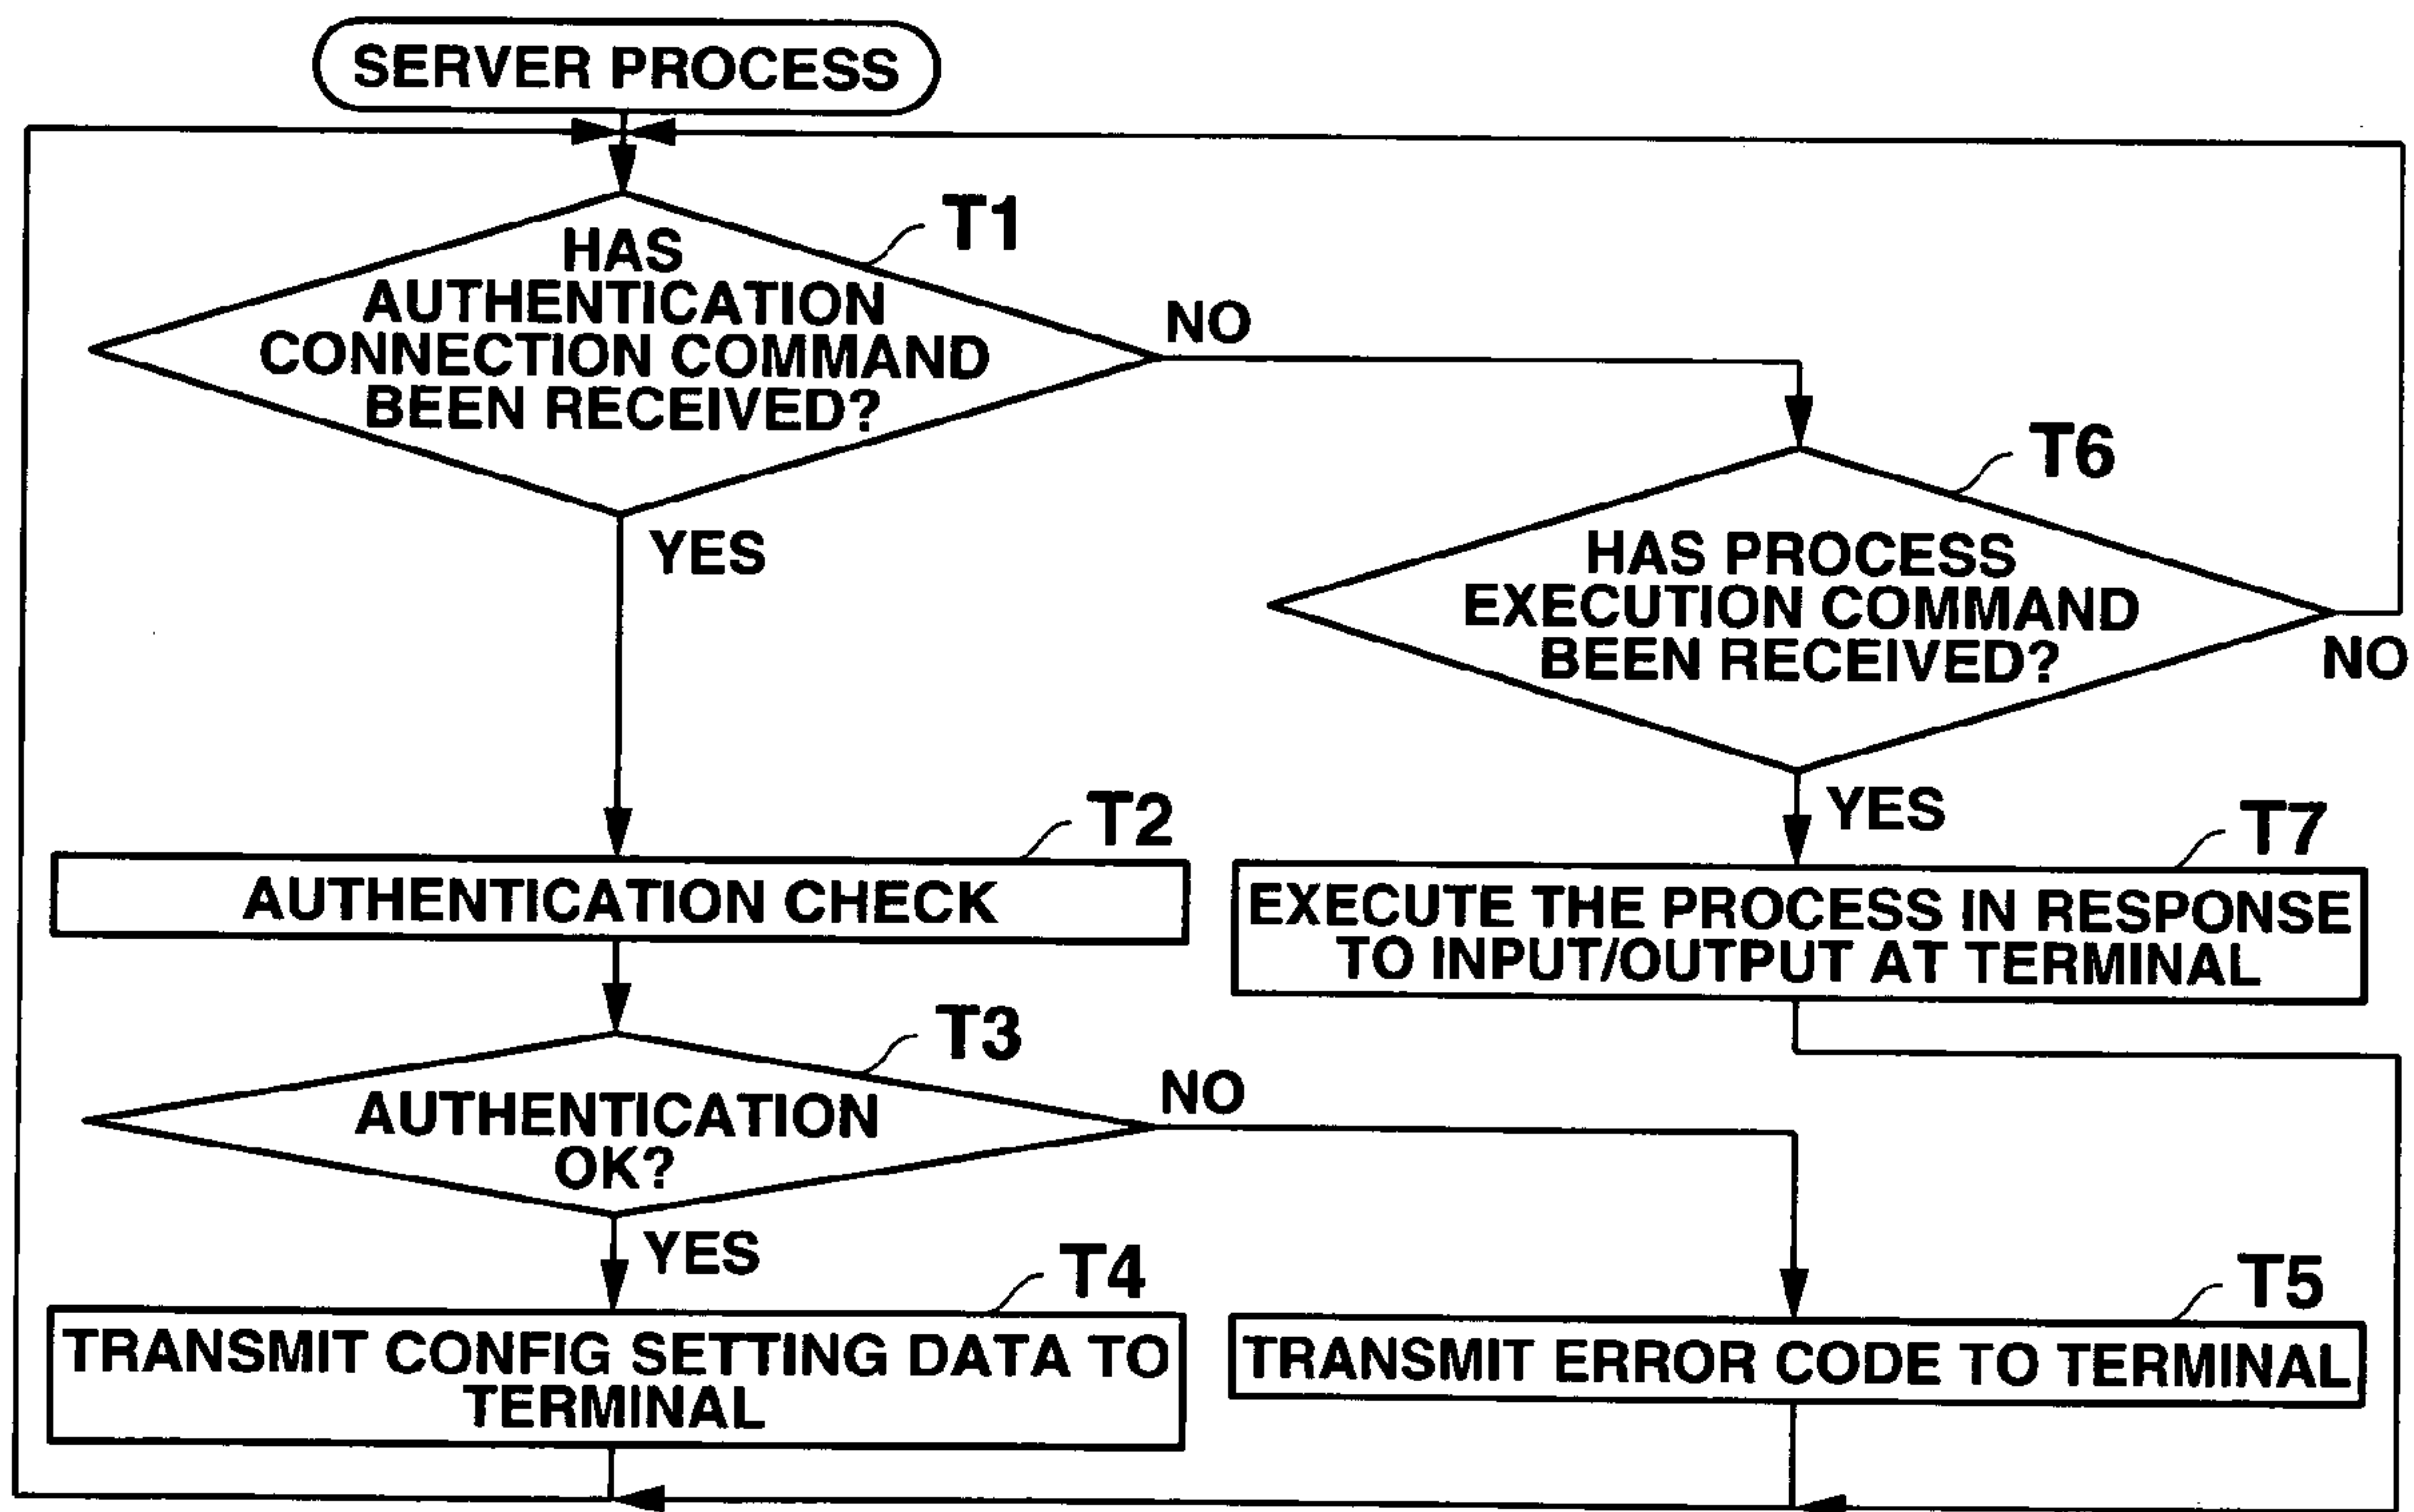 SERVER PROCESS
T1
HAS
AUTHENTICATION
CONNECTION COMMAND
BEEN RECEIVED?
NO
YES
T6
HAS PROCESS
EXECUTION COMMAND
BEEN RECEIVED?
NO
YES
T2
AUTHENTICATION CHECK
T7
EXECUTE THE PROCESS IN RESPONSE
TO INPUT/OUTPUT AT TERMINAL
T3
AUTHENTICATION
OK?
NO
YES
T4
TRANSMIT CONFIG SETTING DATA TO
TERMINAL
T5
TRANSMIT ERROR CODE TO TERMINAL